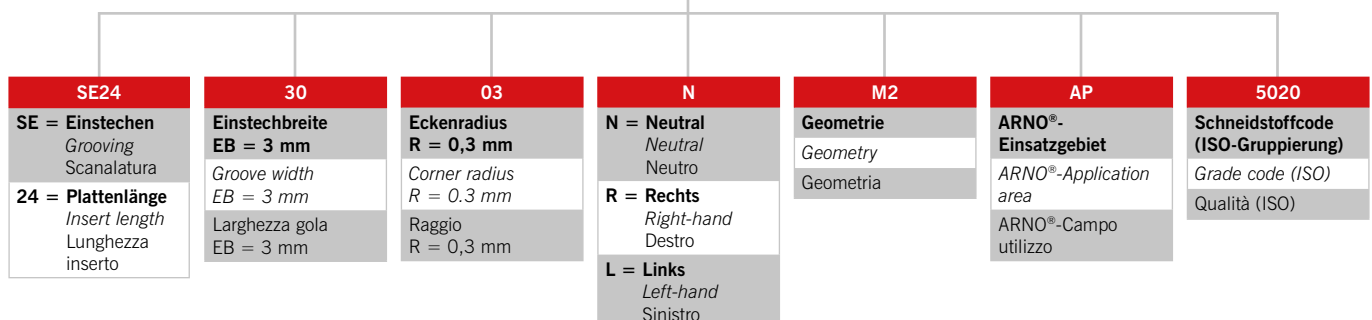 SE24
SE = Einstechen
Grooving
Scanalatura
24 = Plattenlänge
Insert length
Lunghezza
inserto
30
Einstechbreite
EB = 3 mm
Groove width
EB = 3 mm
Larghezza gola
EB = 3 mm
03
Eckenradius
R = 0,3 mm
Corner radius
R = 0.3 mm
Raggio
R = 0,3 mm
N
N = Neutral
Neutral
Neutro
R = Rechts
Right-hand
Destro
L = Links
Left-hand
Sinistro
M2
Geometrie
Geometry
Geometria
AP
ARNO®-
Einsatzgebiet
ARNO®-Application
area
ARNO®-Campo
utilizzo
5020
Schneidstoffcode
(ISO-Gruppierung)
Grade code (ISO)
Qualità (ISO)